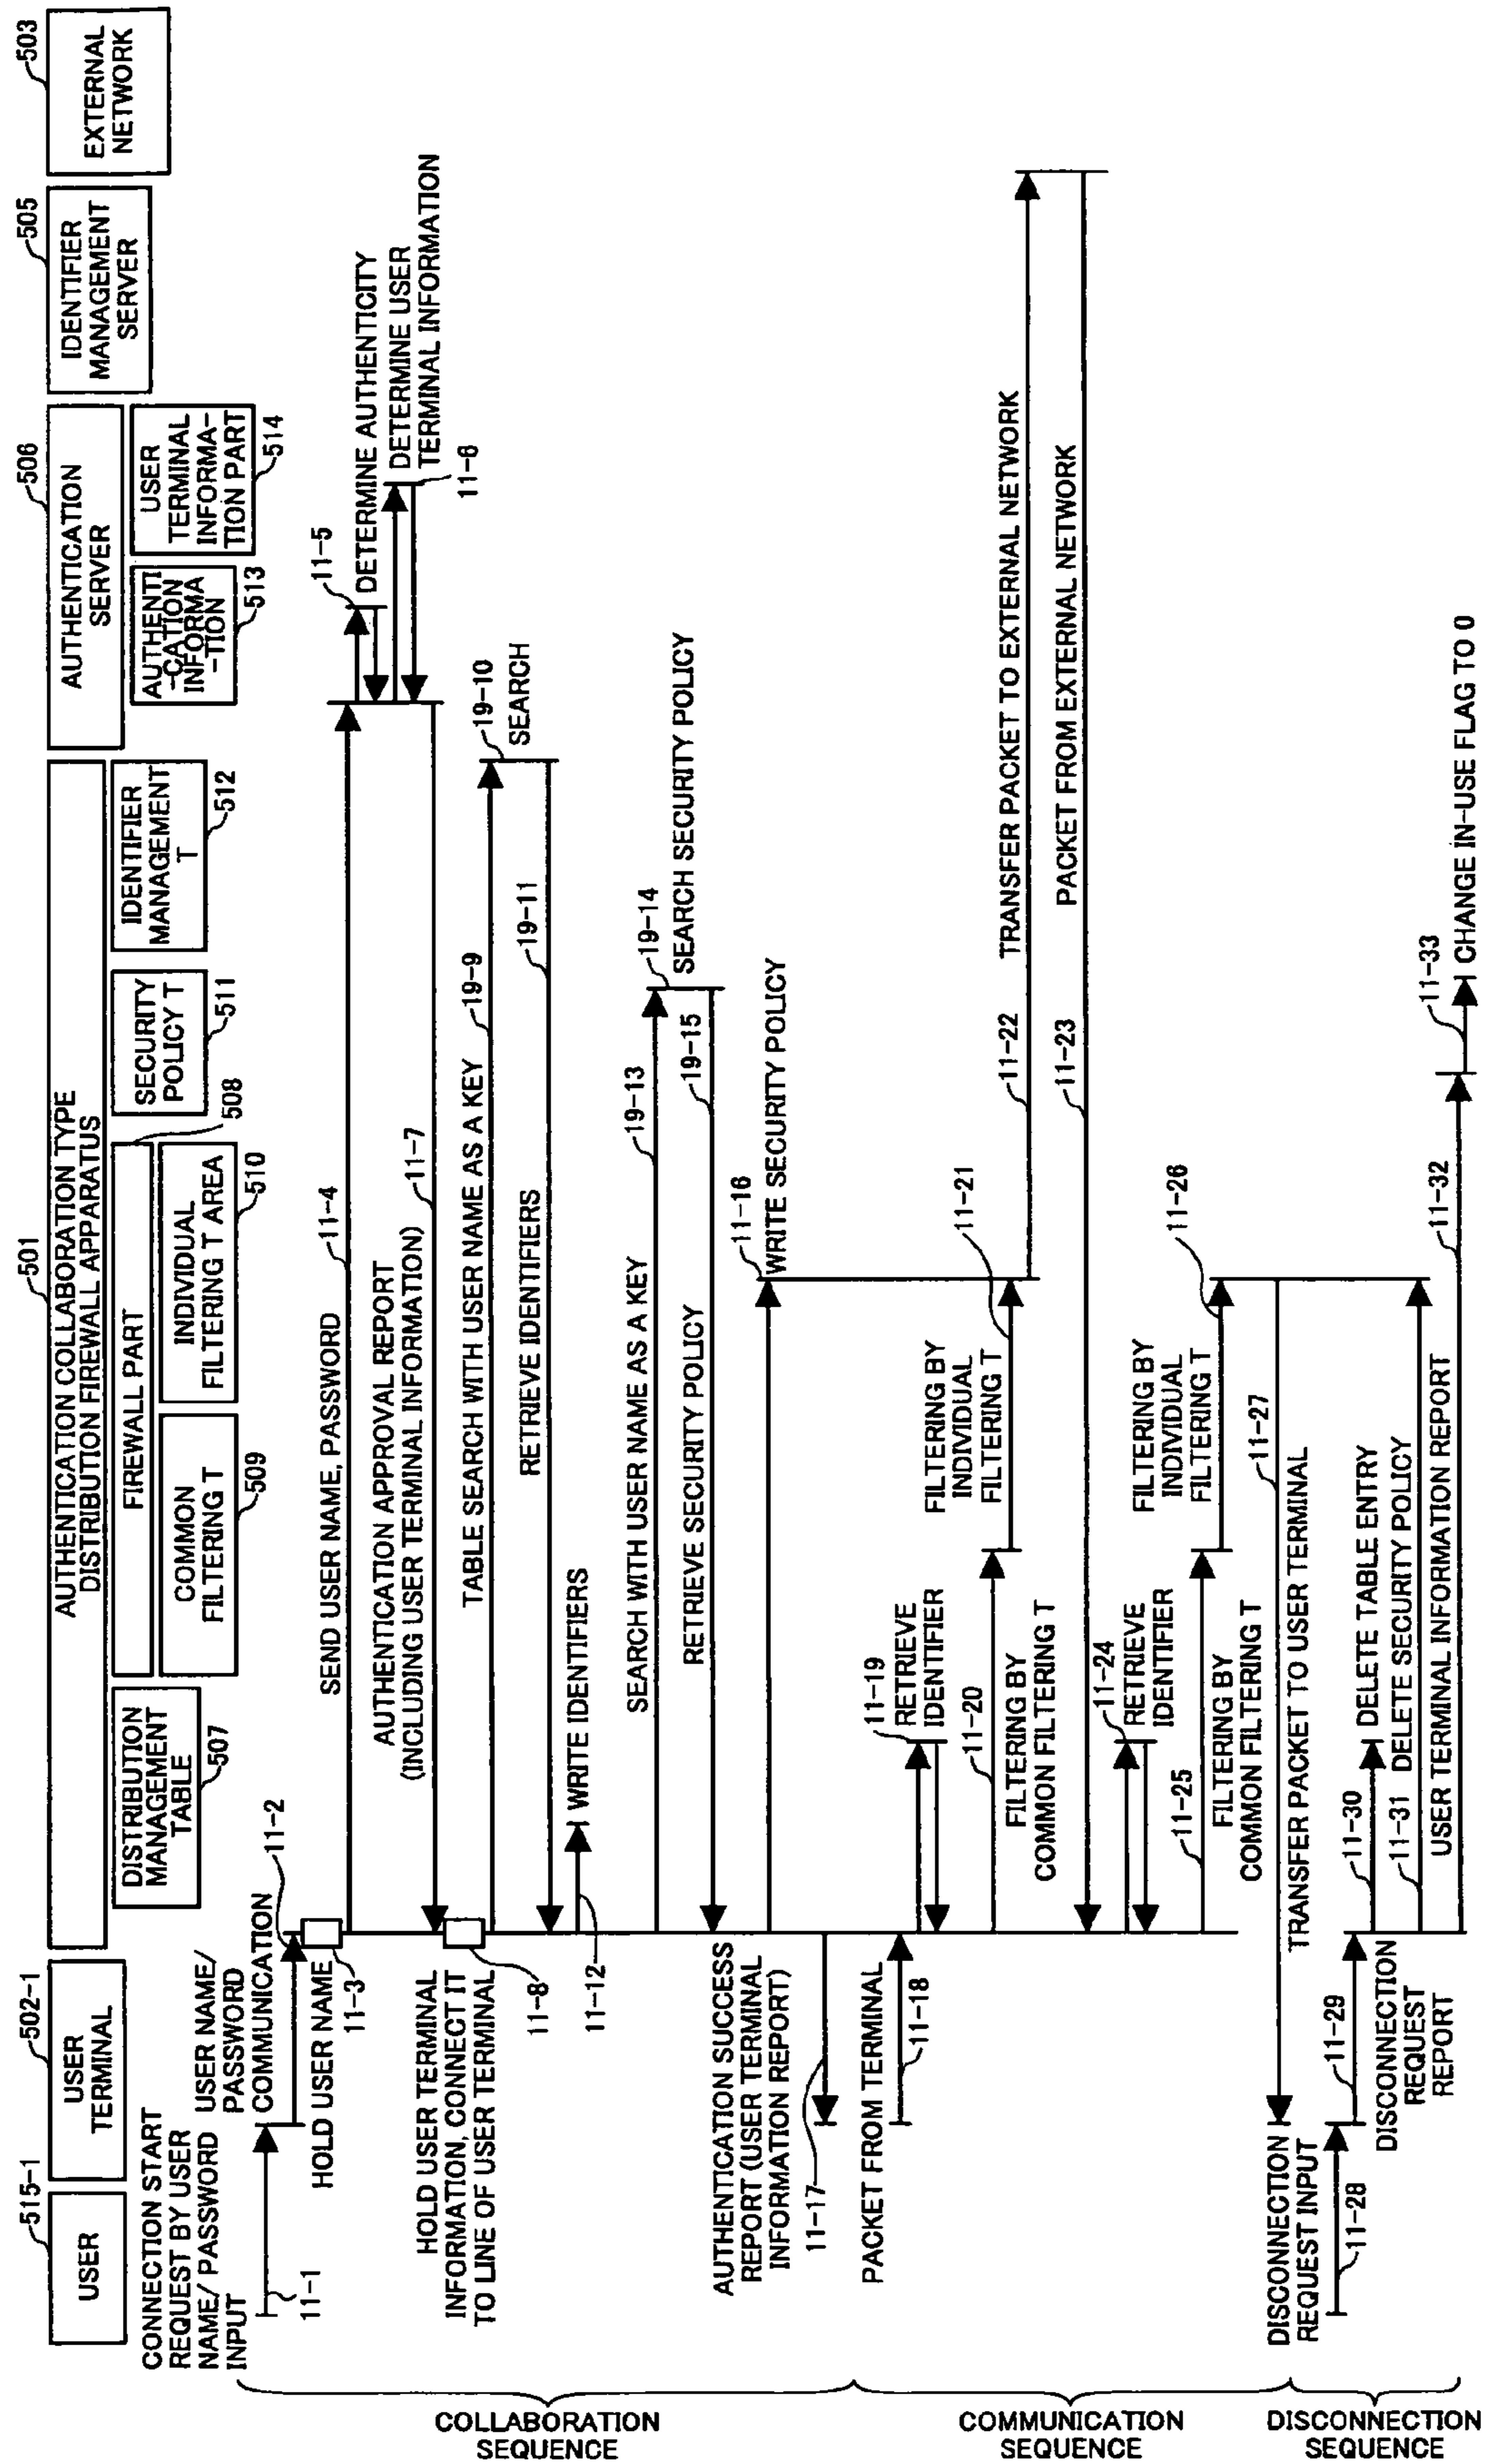 515-1
USER
502-1
USER
TERMINAL
501
AUTHENTICATION COLLABORATION TYPE
DISTRIBUTION FIREWALL APPARATUS
DISTRIBUTION
MANAGEMENT
TABLE
507
FIREWALL PART
508
COMMON
FILTERING T
509
INDIVIDUAL
FILTERING T AREA
510
SECURITY
POLICY T
511
IDENTIFIER
MANAGEMENT
T
512
506
AUTHENTICATION
SERVER
AUTHENTI
-CATION
INFORMA
-TION
513
USER
TERMINAL
INFORMA-
TION PART
514
505
IDENTIFIER
MANAGEMENT
SERVER
503
EXTERNAL
NETWORK
CONNECTION START
REQUEST BY USER
NAME/ PASSWORD
INPUT
11-1
USER NAME/
PASSWORD
COMMUNICATION
11-2
HOLD USER NAME
11-3
SEND USER NAME, PASSWORD
11-4
11-5
DETERMINE AUTHENTICITY
DETERMINE USER
TERMINAL INFORMATION
11-6
AUTHENTICATION APPROVAL REPORT
(INCLUDING USER TERMINAL INFORMATION)
11-7
HOLD USER TERMINAL
INFORMATION, CONNECT IT
TO LINE OF USER TERMINAL
11-8
TABLE SEARCH WITH USER NAME AS A KEY
19-9
19-10
SEARCH
RETRIEVE IDENTIFIERS
19-11
WRITE IDENTIFIERS
11-12
SEARCH WITH USER NAME AS A KEY
19-13
19-14
SEARCH SECURITY POLICY
RETRIEVE SECURITY POLICY
19-15
11-16
WRITE SECURITY POLICY
AUTHENTICATION SUCCESS
REPORT (USER TERMINAL
INFORMATION REPORT)
11-17
PACKET FROM TERMINAL
11-18
11-19
RETRIEVE
IDENTIFIER
11-20
FILTERING BY
COMMON FILTERING T
FILTERING BY
INDIVIDUAL
FILTERING T
11-21
11-22
TRANSFER PACKET TO EXTERNAL NETWORK
11-23
PACKET FROM EXTERNAL NETWORK
11-24
RETRIEVE
IDENTIFIER
11-25
FILTERING BY
COMMON FILTERING T
FILTERING BY
INDIVIDUAL
FILTERING T
11-26
11-27
TRANSFER PACKET TO USER TERMINAL
DISCONNECTION
REQUEST INPUT
11-28
11-29
DISCONNECTION
REQUEST
REPORT
11-30
DELETE TABLE ENTRY
11-31
DELETE SECURITY POLICY
USER TERMINAL INFORMATION REPORT
11-32
11-33
CHANGE IN-USE FLAG TO 0
COLLABORATION
SEQUENCE
COMMUNICATION
SEQUENCE
DISCONNECTION
SEQUENCE